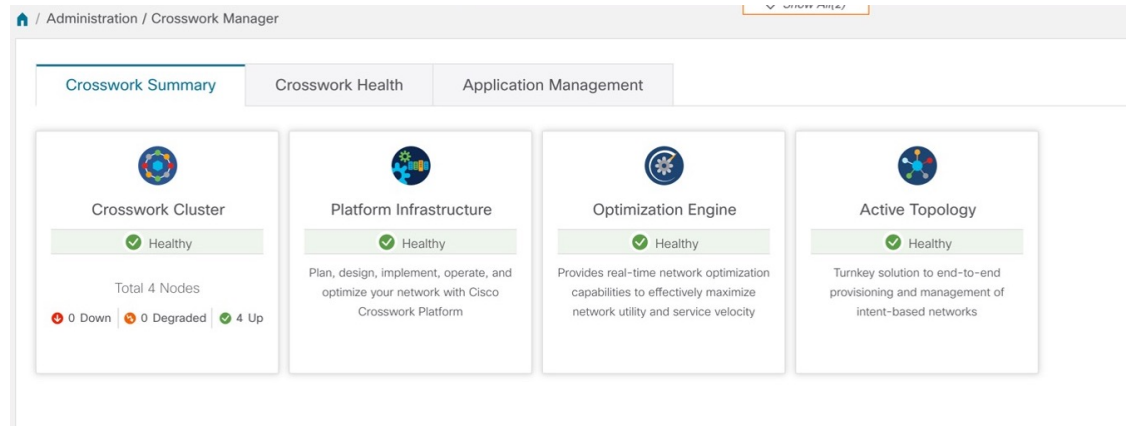 Show All(2)
/ Administration / Crosswork Manager
Crosswork Summary
Crosswork Health
Application Management
Crosswork Cluster
Healthy
Total 4 Nodes
0 Down
0 Degraded
4 Up
Platform Infrastructure
Healthy
Plan, design, implement, operate, and
optimize your network with Cisco
Crosswork Platform
Optimization Engine
Healthy
Provides real-time network optimization
capabilities to effectively maximize
network utility and service velocity
Active Topology
Healthy
Turnkey solution to end-to-end
provisioning and management of
intent-based networks